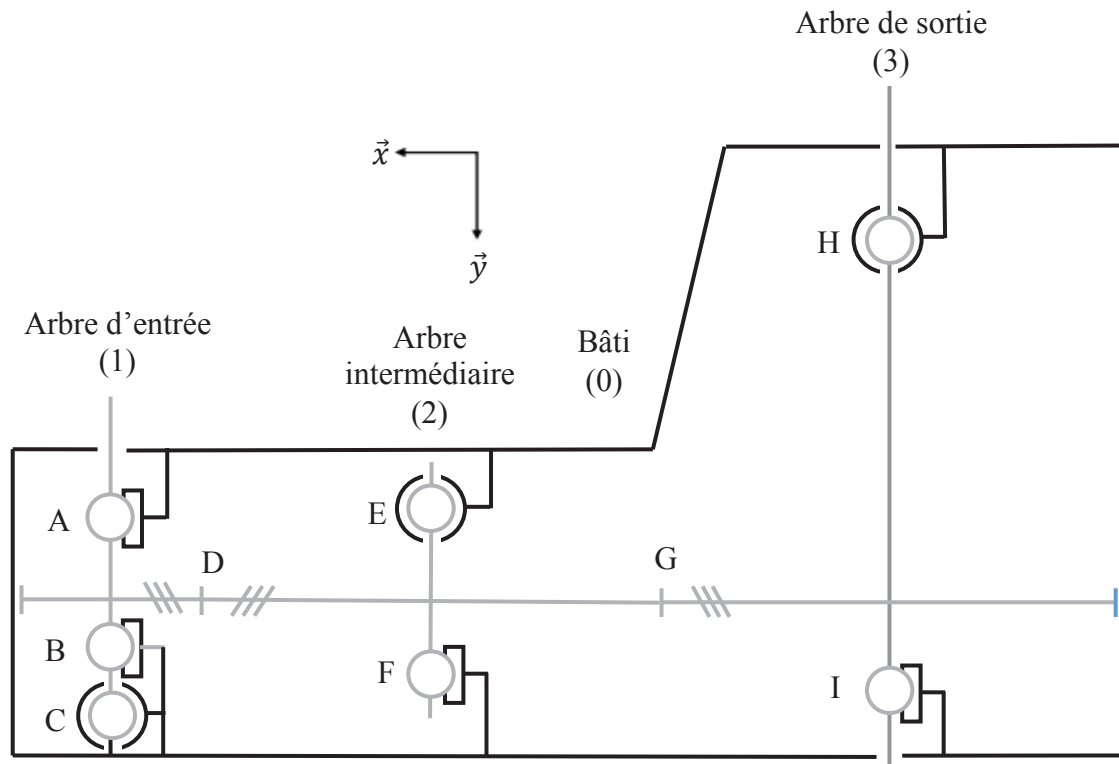 Arbre de sortie
(3)
x⃗
y⃗
H
Arbre d’entrée
(1)
Arbre
intermédiaire
(2)
Bâti
(0)
A
E
D
G
B
F
I
C